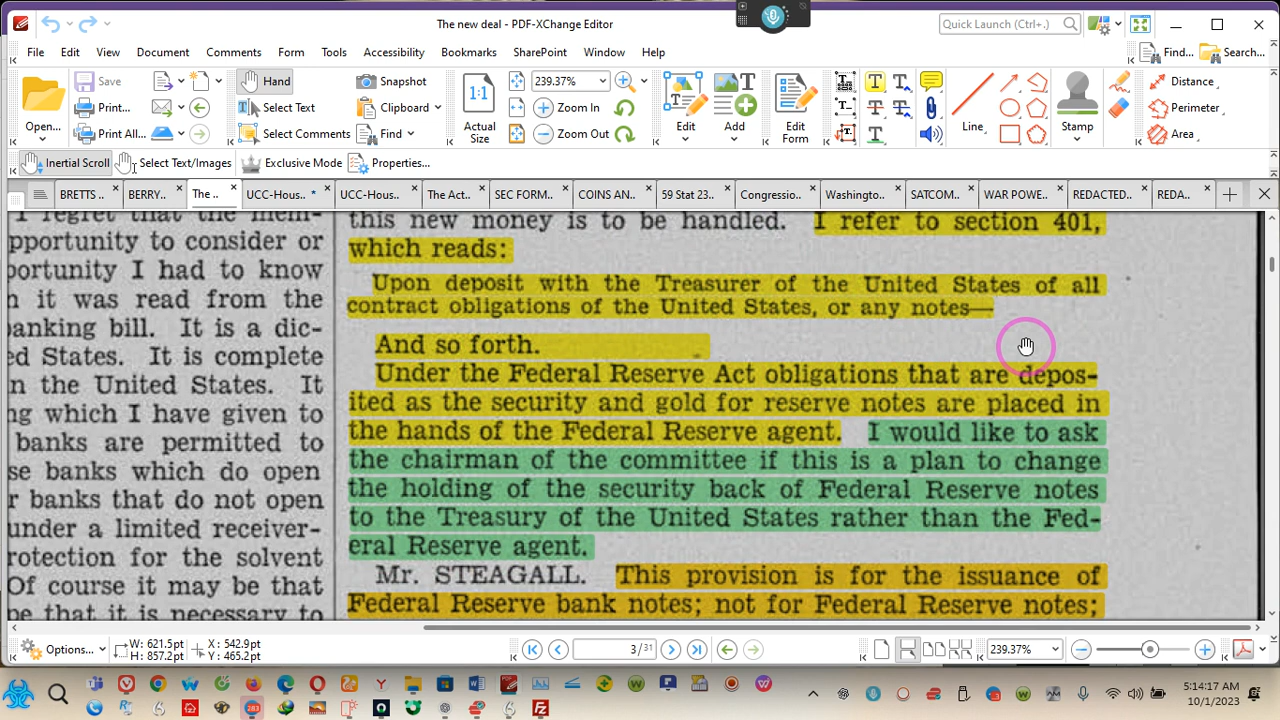 The new deal - PDF-XChange Editor
Quick Launch (Ctrl+.)
File Edit View Document Comments Form Tools Accessibility Bookmarks SharePoint Window Help
Find... Search...
Open...
Save
Print...
Print All...
Hand
Select Text
Select Comments
Snapshot
Clipboard
Find
1:1
Actual Size
239.37%
Zoom In
Zoom Out
Edit
Add
Edit Form
Line
Stamp
Distance
Perimeter
Area
Inertial Scroll Select Text/Images Exclusive Mode Properties...
BRETTS .. BERRY... The .. UCC-Hous... * UCC-Hous... The Act... SEC FORM... COINS AN... 59 Stat 23... Congressio... Washingto... SATCOM... WAR POWE... REDACTED... REDA...
I regret that the mem-
pportunity to consider or
portunity I had to know
n it was read from the
anking bill. It is a dic-
ed States. It is complete
n the United States. It
ng which I have given to
banks are permitted to
se banks which do open
r banks that do not open
under a limited receiver-
rotection for the solvent
Of course it may be that
be that it is necessary to
this new money is to be handled. I refer to section 401,
which reads:
Upon deposit with the Treasurer of the United States of all
contract obligations of the United States, or any notes—
And so forth.
Under the Federal Reserve Act obligations that are depos-
ited as the security and gold for reserve notes are placed in
the hands of the Federal Reserve agent. I would like to ask
the chairman of the committee if this is a plan to change
the holding of the security back of Federal Reserve notes
to the Treasury of the United States rather than the Fed-
eral Reserve agent.
Mr. STEAGALL. This provision is for the issuance of
Federal Reserve bank notes; not for Federal Reserve notes;
Options... W: 621.5pt H: 857.2pt X: 542.9pt Y: 465.2pt 3/31 239.37%
283
5:14:17 AM
10/1/2023